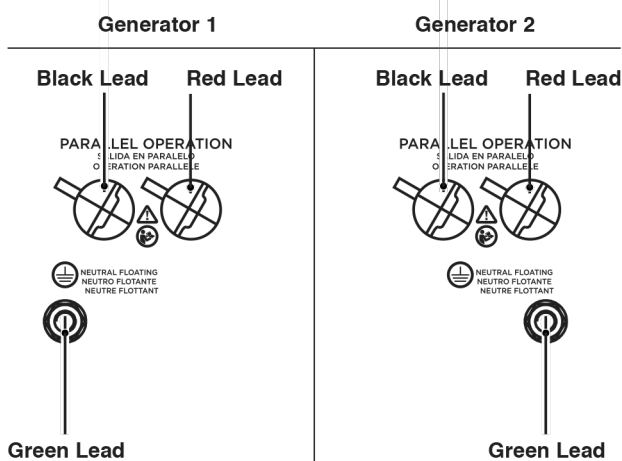 Generator 1
Black Lead
Red Lead
PARALLEL OPERATION
SALIDA EN PARALELO
OPERATION PARALLELE
NEUTRAL FLOATING
NEUTRO FLOTANTE
NEUTRE FLOTTANT
Green Lead
Generator 2
Black Lead
Red Lead
PARALLEL OPERATION
SALIDA EN PARALELO
OPERATION PARALLELE
NEUTRAL FLOATING
NEUTRO FLOTANTE
NEUTRE FLOTTANT
Green Lead